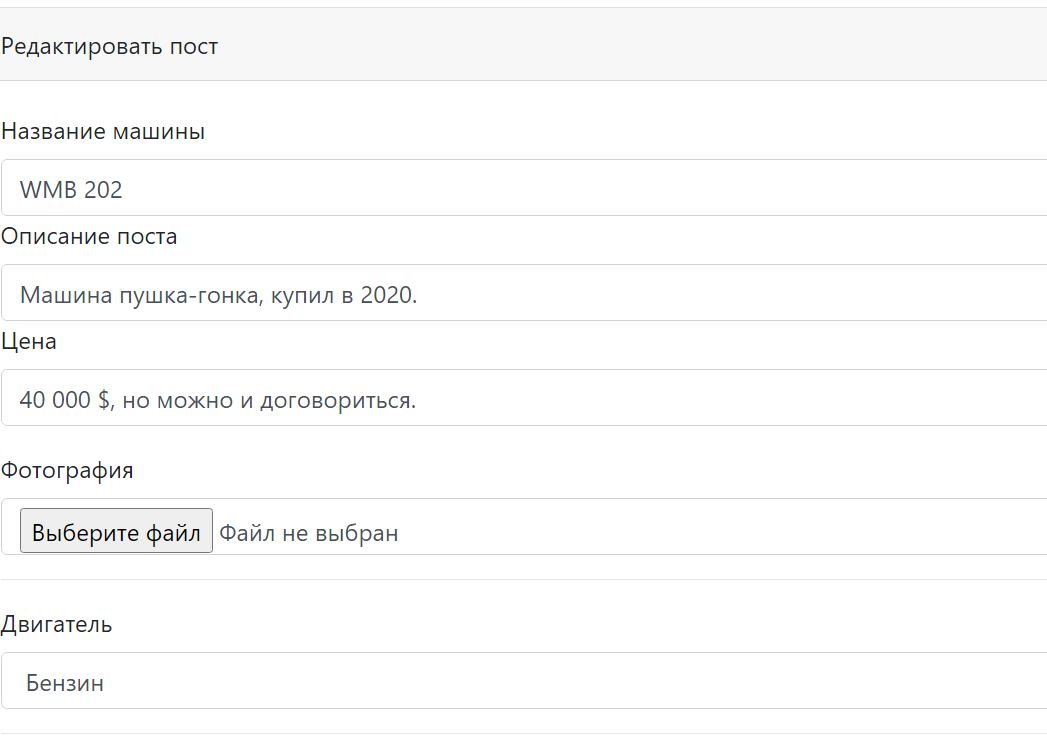 Редактировать пост
Название машины
WMB 202
Описание поста
Машина пушка-гонка, купил в 2020.
Цена
40 000 $, но можно и договориться.
Фотография
Выберите файл Файл не выбран
Двигатель
Бензин